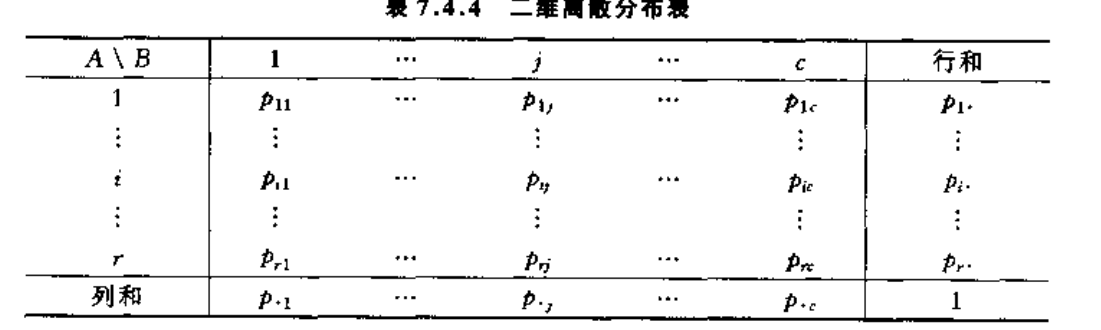 表 7.4.4 二维离散分布表
A \ B 1 ⋯ j ⋯ c 行和
1 p₁₁ ⋯ p₁ⱼ ⋯ p₁c p₁.
⋮ ⋮ ⋮ ⋮ ⋮
i pᵢ₁ ⋯ pᵢⱼ ⋯ pᵢc pᵢ.
⋮ ⋮ ⋮ ⋮ ⋮
r pᵣ₁ ⋯ pᵣⱼ ⋯ pᵣc pᵣ.
列和 p.₁ ⋯ p.ⱼ ⋯ p.c 1